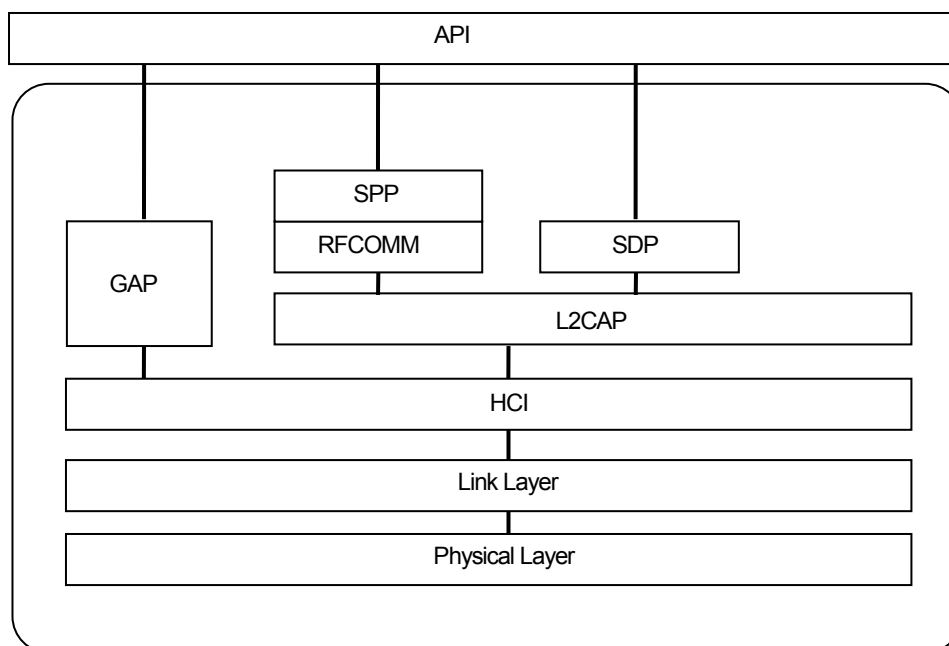 API
SPP
RFCOMM
SDP
GAP
L2CAP
HCI
Link Layer
Physical Layer